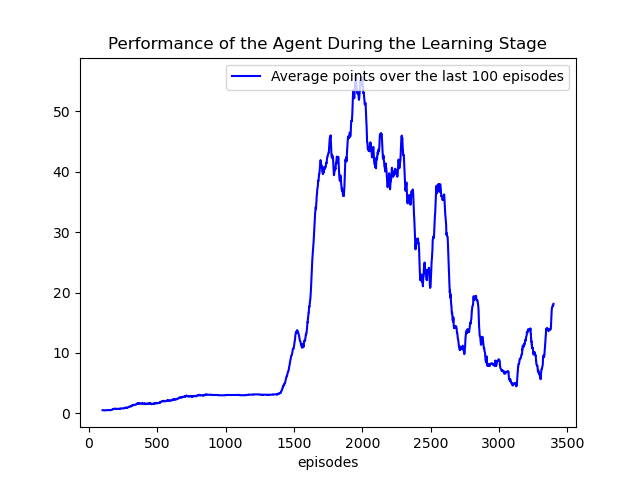 Performance of the Agent During the Learning Stage
Average points over the last 100 episodes
50
40
30
20
10
0
0 500 1000 1500 2000 2500 3000 3500
episodes